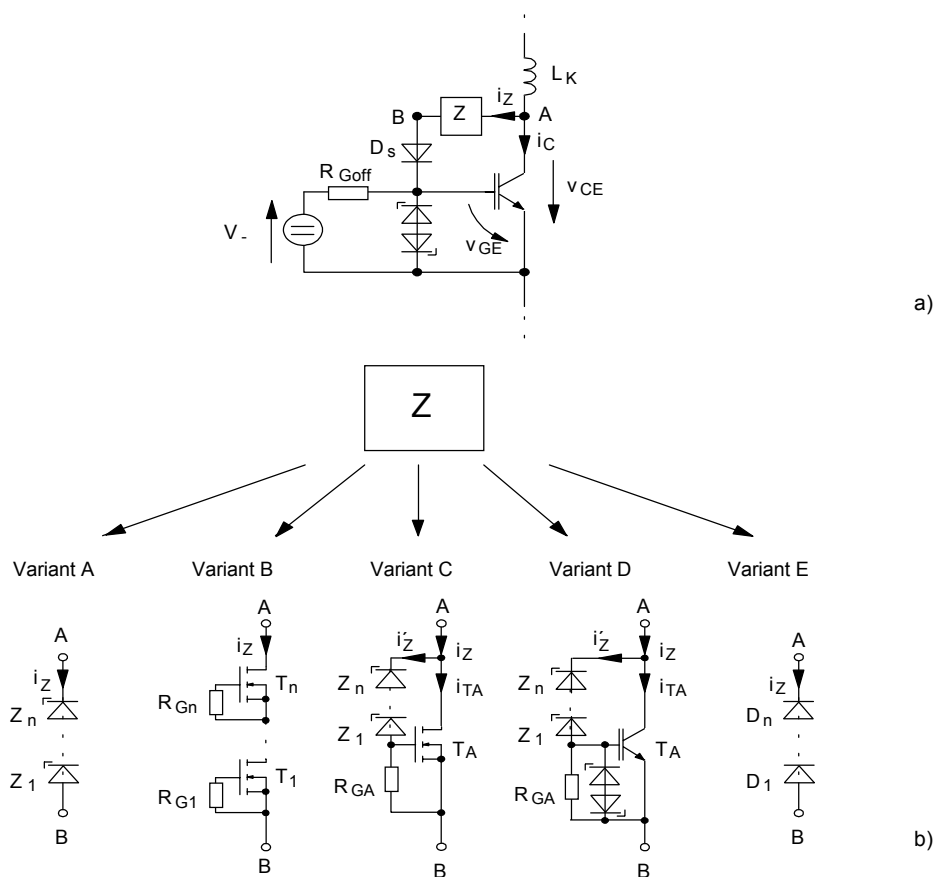 L K
i Z
B
Z
A
D s
i C
R Goff
v CE
V -
v GE
a)
Z
Variant A
Variant B
Variant C
Variant D
Variant E
A
i Z
Z n
Z 1
B
A
i Z
R Gn
T n
R G1
T 1
B
A
i´Z
i Z
Z n
i TA
Z 1
T A
R GA
B
A
i´Z
i Z
Z n
i TA
Z 1
T A
R GA
B
A
i Z
D n
D 1
B
b)